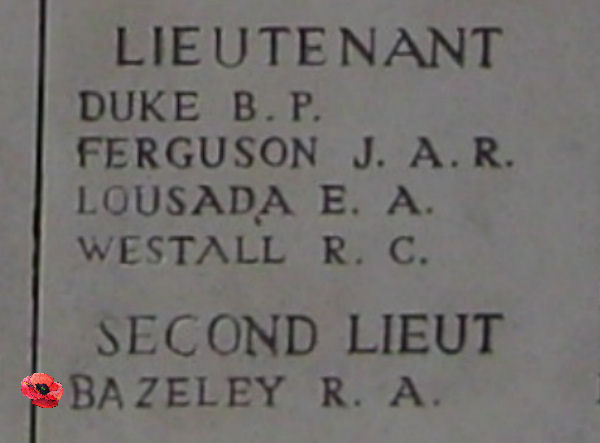 LIEUTENANT
DUKE B. P.
FERGUSON J. A. R.
LOUSADA E. A.
WESTALL R. C.
SECOND LIEUT
BAZELEY R. A.